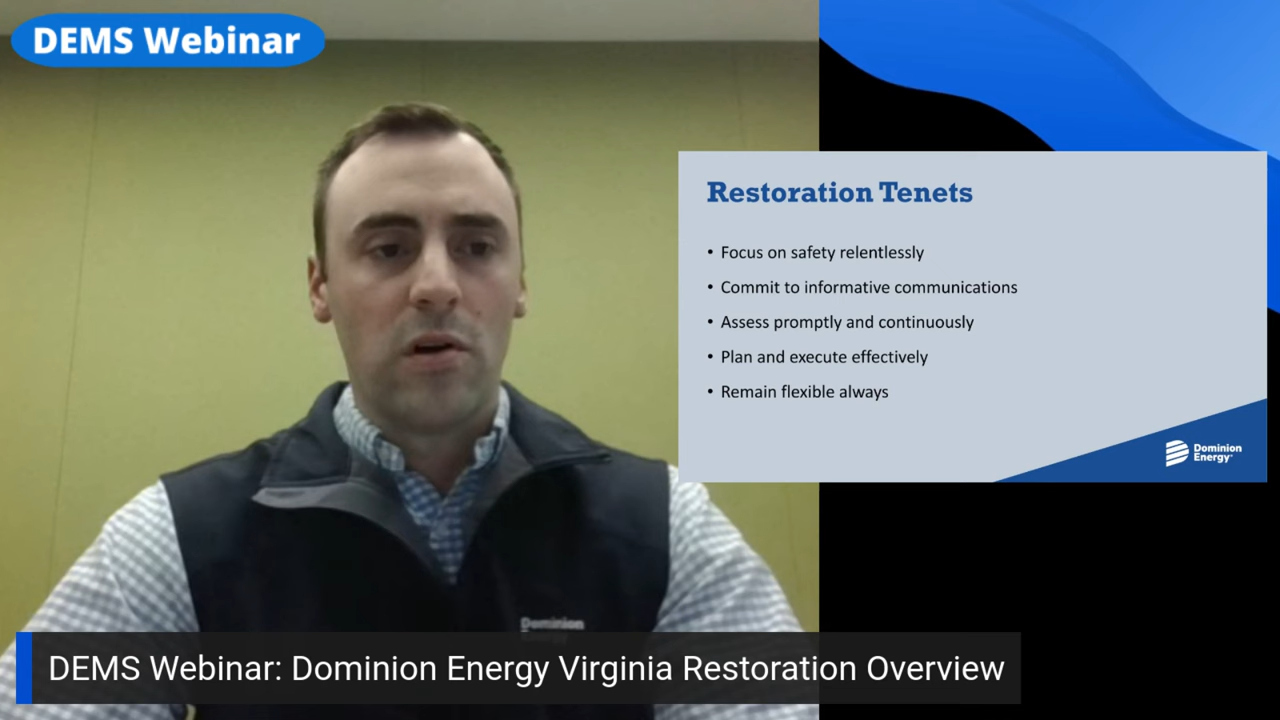 DEMS Webinar
Restoration Tenets
• Focus on safety relentlessly
• Commit to informative communications
• Assess promptly and continuously
• Plan and execute effectively
• Remain flexible always
Dominion
Energy
Dominion
Energy
DEMS Webinar: Dominion Energy Virginia Restoration Overview